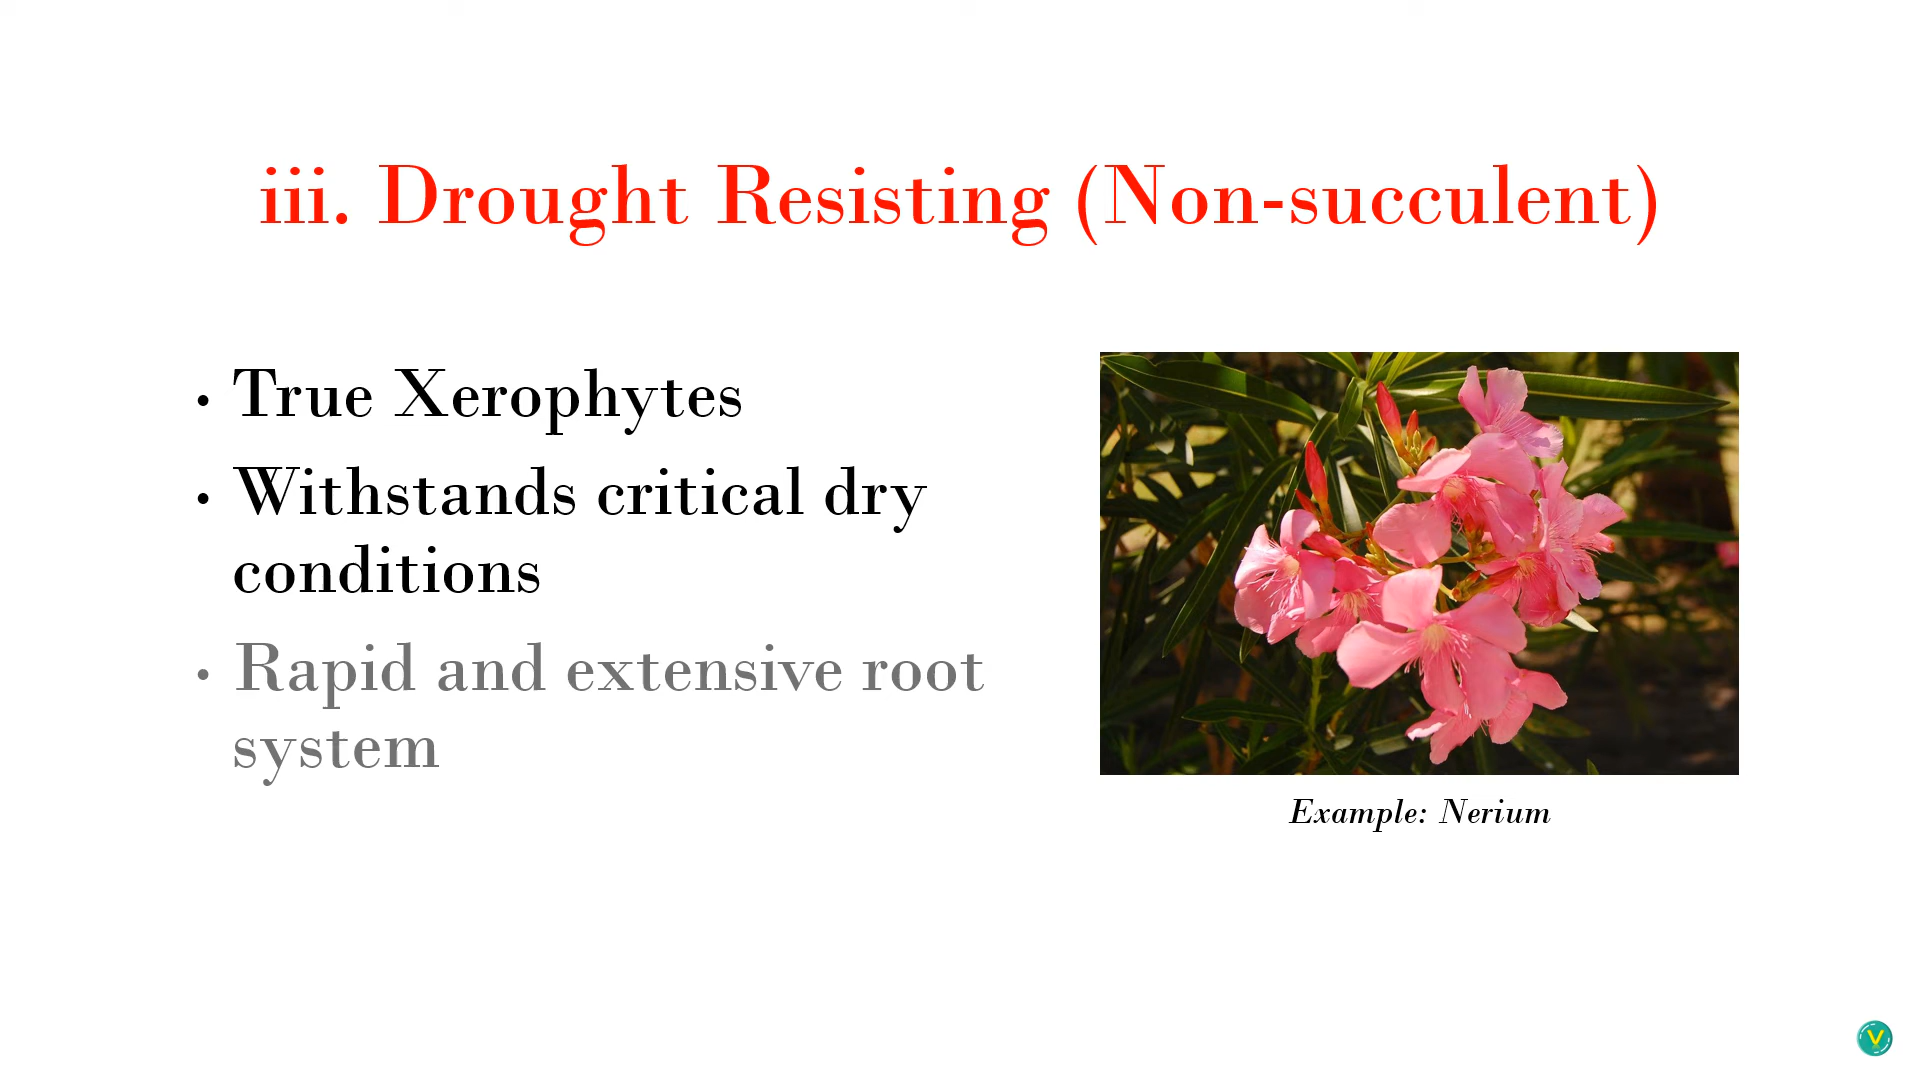 iii. Drought Resisting (Non-succulent)
• True Xerophytes
• Withstands critical dry
conditions
• Rapid and extensive root
system
Example: Nerium
V